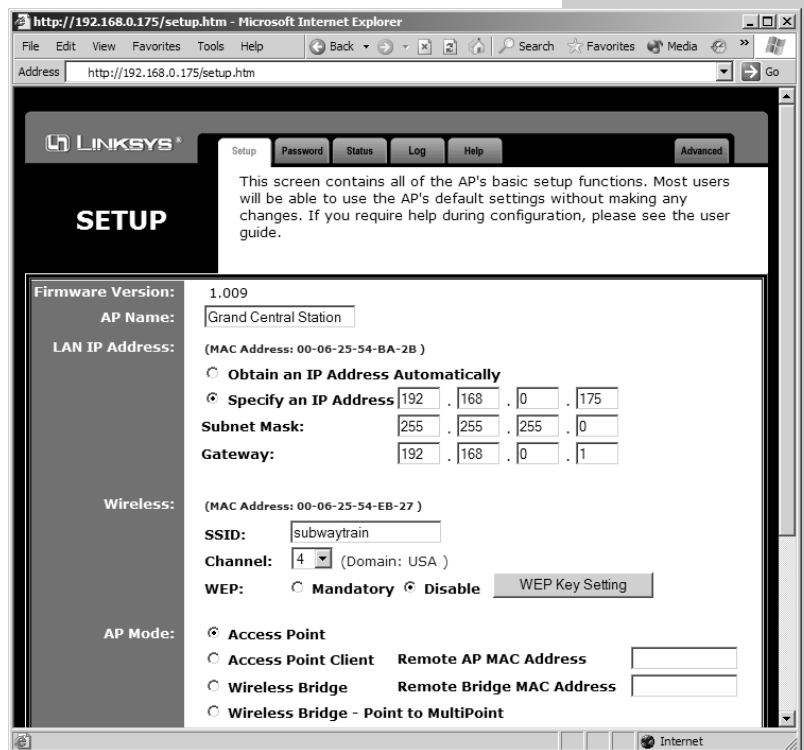 http://192.168.0.175/setup.htm - Microsoft Internet Explorer
File Edit View Favorites Tools Help Back Search Favorites Media »
Address http://192.168.0.175/setup.htm Go
LINKSYS®
Setup Password Status Log Help Advanced
SETUP
This screen contains all of the AP's basic setup functions. Most users
will be able to use the AP's default settings without making any
changes. If you require help during configuration, please see the user
guide.
Firmware Version: 1.009
AP Name: Grand Central Station
LAN IP Address: (MAC Address: 00-06-25-54-BA-2B )
Obtain an IP Address Automatically
Specify an IP Address 192 . 168 . 0 . 175
Subnet Mask: 255 . 255 . 255 . 0
Gateway: 192 . 168 . 0 . 1
Wireless: (MAC Address: 00-06-25-54-EB-27 )
SSID: subwaytrain
Channel: 4 (Domain: USA )
WEP: Mandatory Disable WEP Key Setting
AP Mode: Access Point
Access Point Client Remote AP MAC Address
Wireless Bridge Remote Bridge MAC Address
Wireless Bridge - Point to MultiPoint
Internet